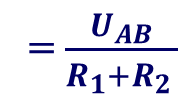 = U_AB / R_1+R_2